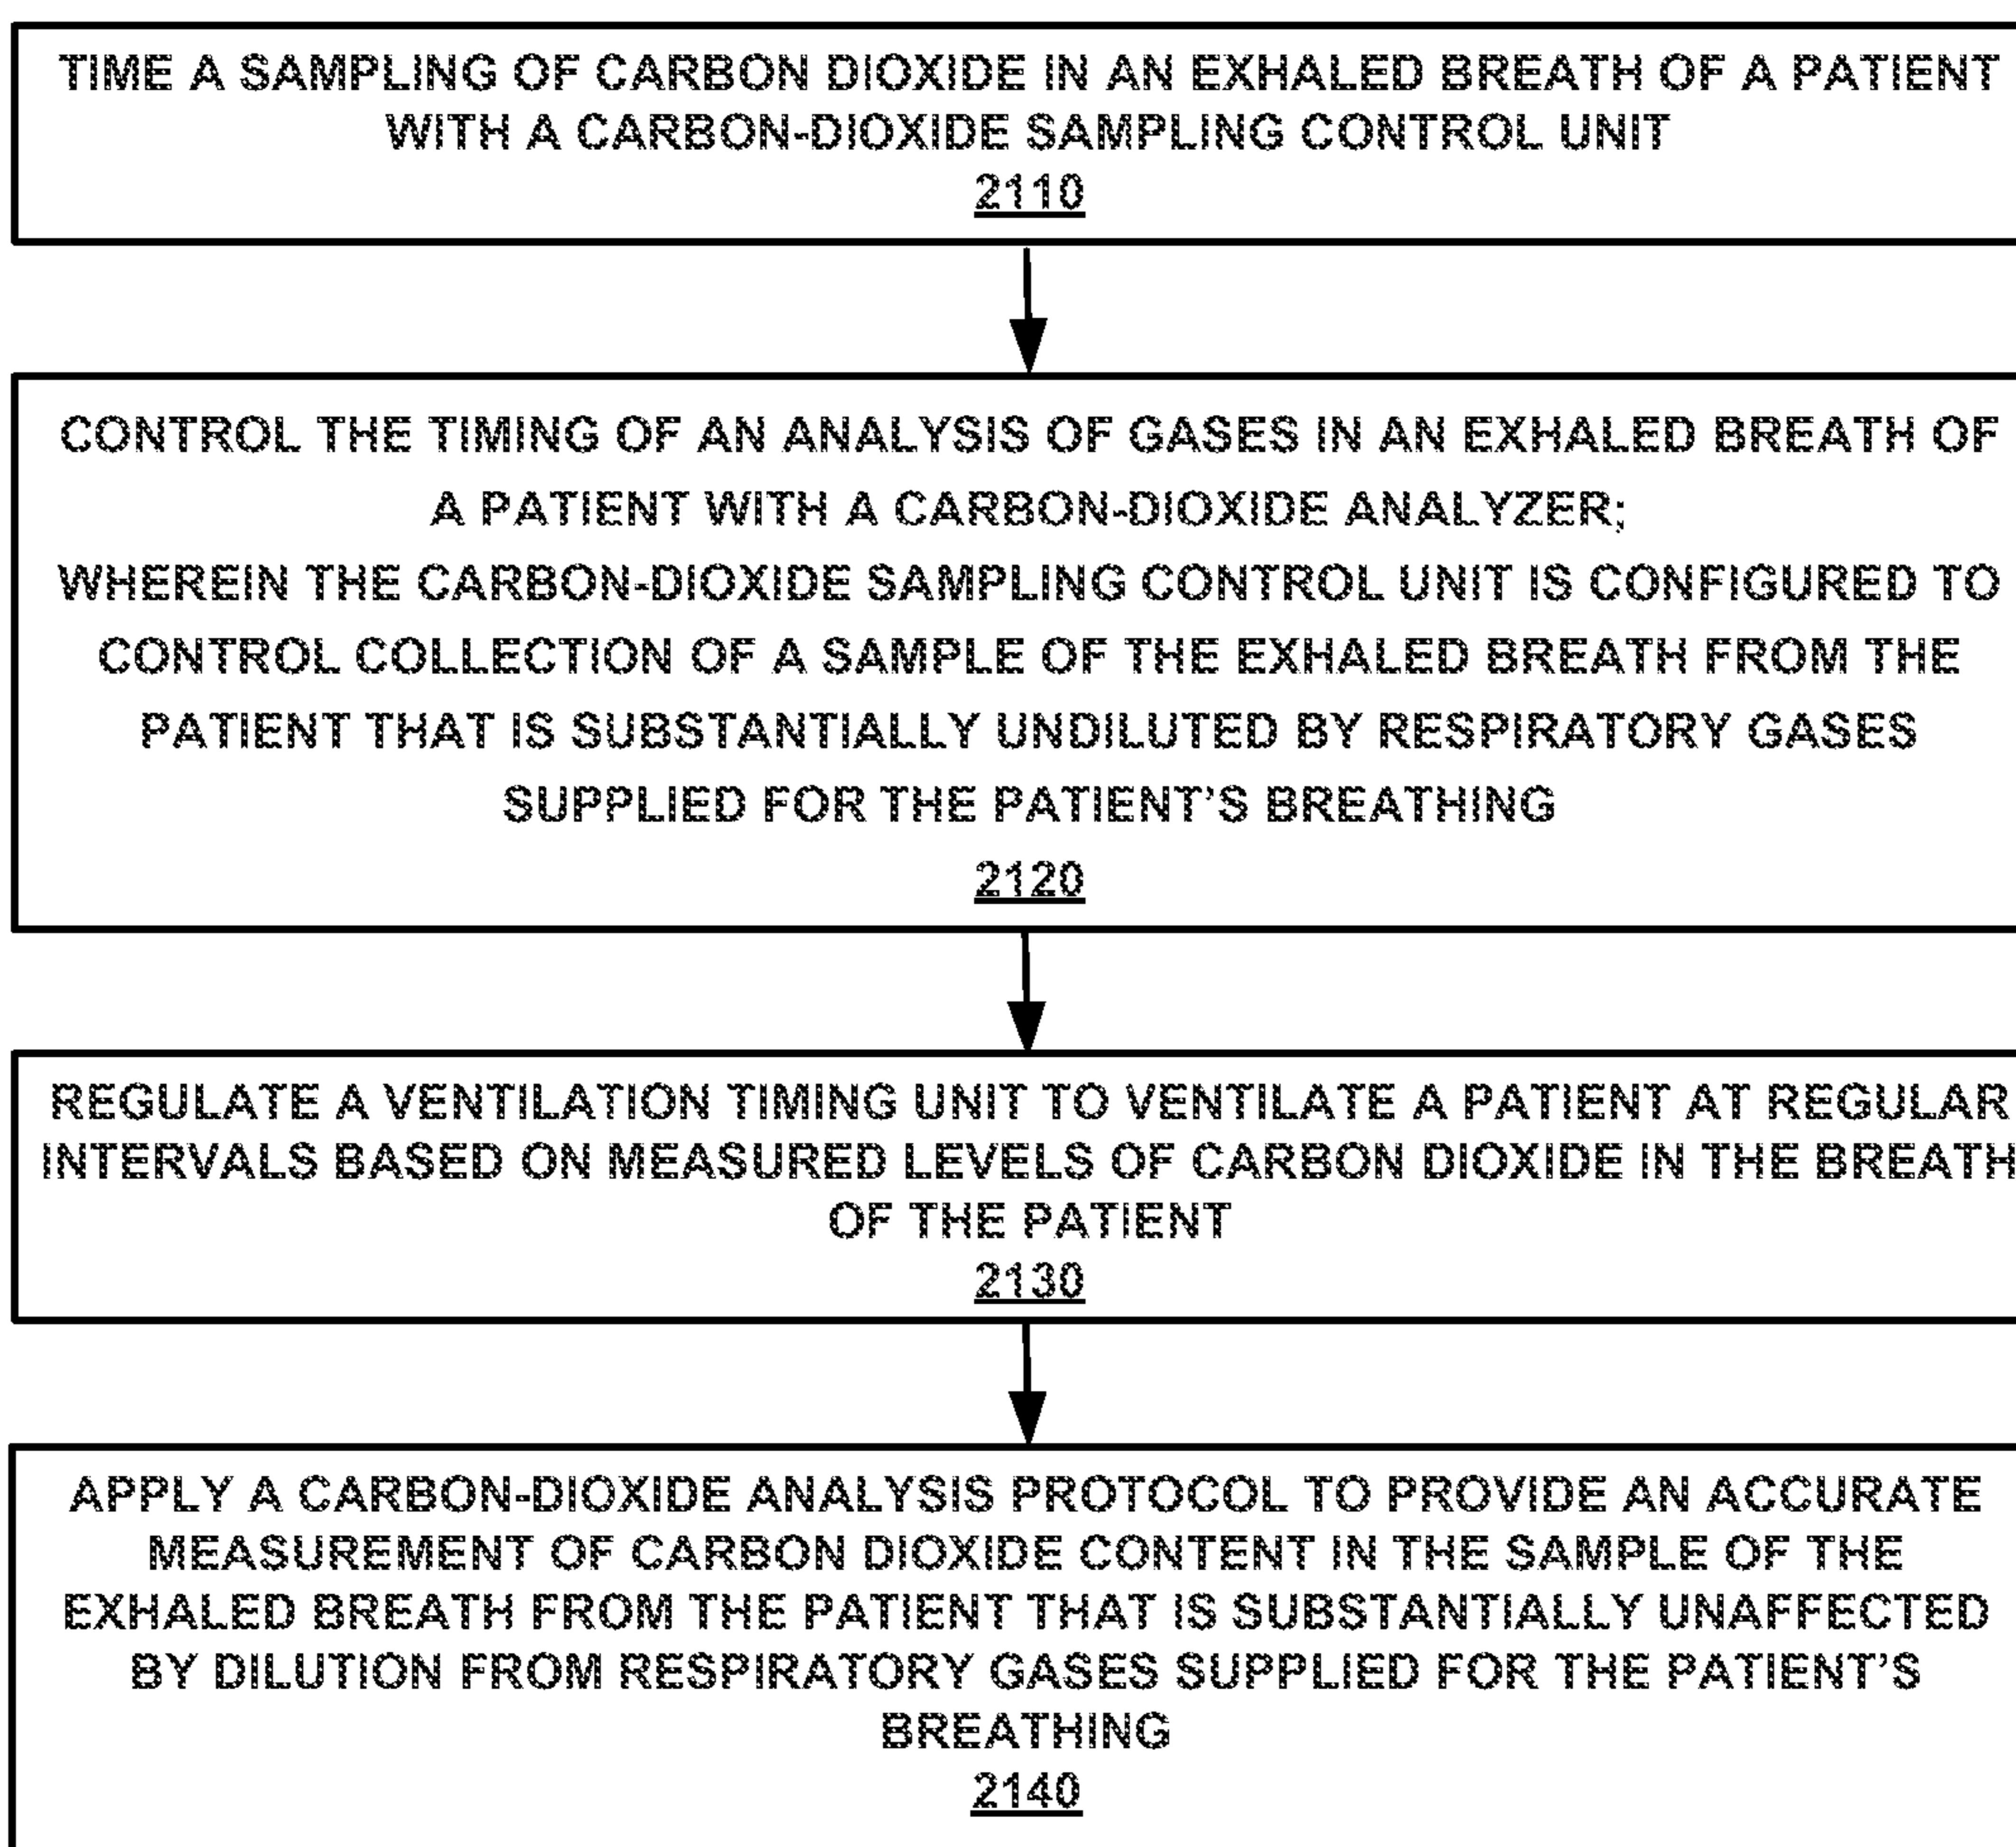 TIME A SAMPLING OF CARBON DIOXIDE IN AN EXHALED BREATH OF A PATIENT
WITH A CARBON-DIOXIDE SAMPLING CONTROL UNIT
2110
CONTROL THE TIMING OF AN ANALYSIS OF GASES IN AN EXHALED BREATH OF
A PATIENT WITH A CARBON-DIOXIDE ANALYZER;
WHEREIN THE CARBON-DIOXIDE SAMPLING CONTROL UNIT IS CONFIGURED TO
CONTROL COLLECTION OF A SAMPLE OF THE EXHALED BREATH FROM THE
PATIENT THAT IS SUBSTANTIALLY UNDILUTED BY RESPIRATORY GASES
SUPPLIED FOR THE PATIENT’S BREATHING
2120
REGULATE A VENTILATION TIMING UNIT TO VENTILATE A PATIENT AT REGULAR
INTERVALS BASED ON MEASURED LEVELS OF CARBON DIOXIDE IN THE BREATH
OF THE PATIENT
2130
APPLY A CARBON-DIOXIDE ANALYSIS PROTOCOL TO PROVIDE AN ACCURATE
MEASUREMENT OF CARBON DIOXIDE CONTENT IN THE SAMPLE OF THE
EXHALED BREATH FROM THE PATIENT THAT IS SUBSTANTIALLY UNAFFECTED
BY DILUTION FROM RESPIRATORY GASES SUPPLIED FOR THE PATIENT’S
BREATHING
2140